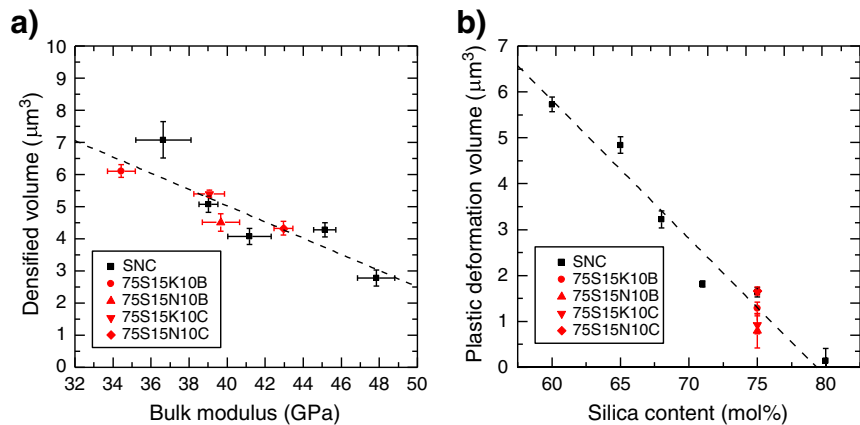 a)
Densified volume (μm³)
10
9
8
7
6
5
4
3
2
1
0
SNC
75S15K10B
75S15N10B
75S15K10C
75S15N10C
32 34 36 38 40 42 44 46 48 50
Bulk modulus (GPa)
b)
Plastic deformation volume (μm³)
7
6
5
4
3
2
1
0
SNC
75S15K10B
75S15N10B
75S15K10C
75S15N10C
60 65 70 75 80
Silica content (mol%)